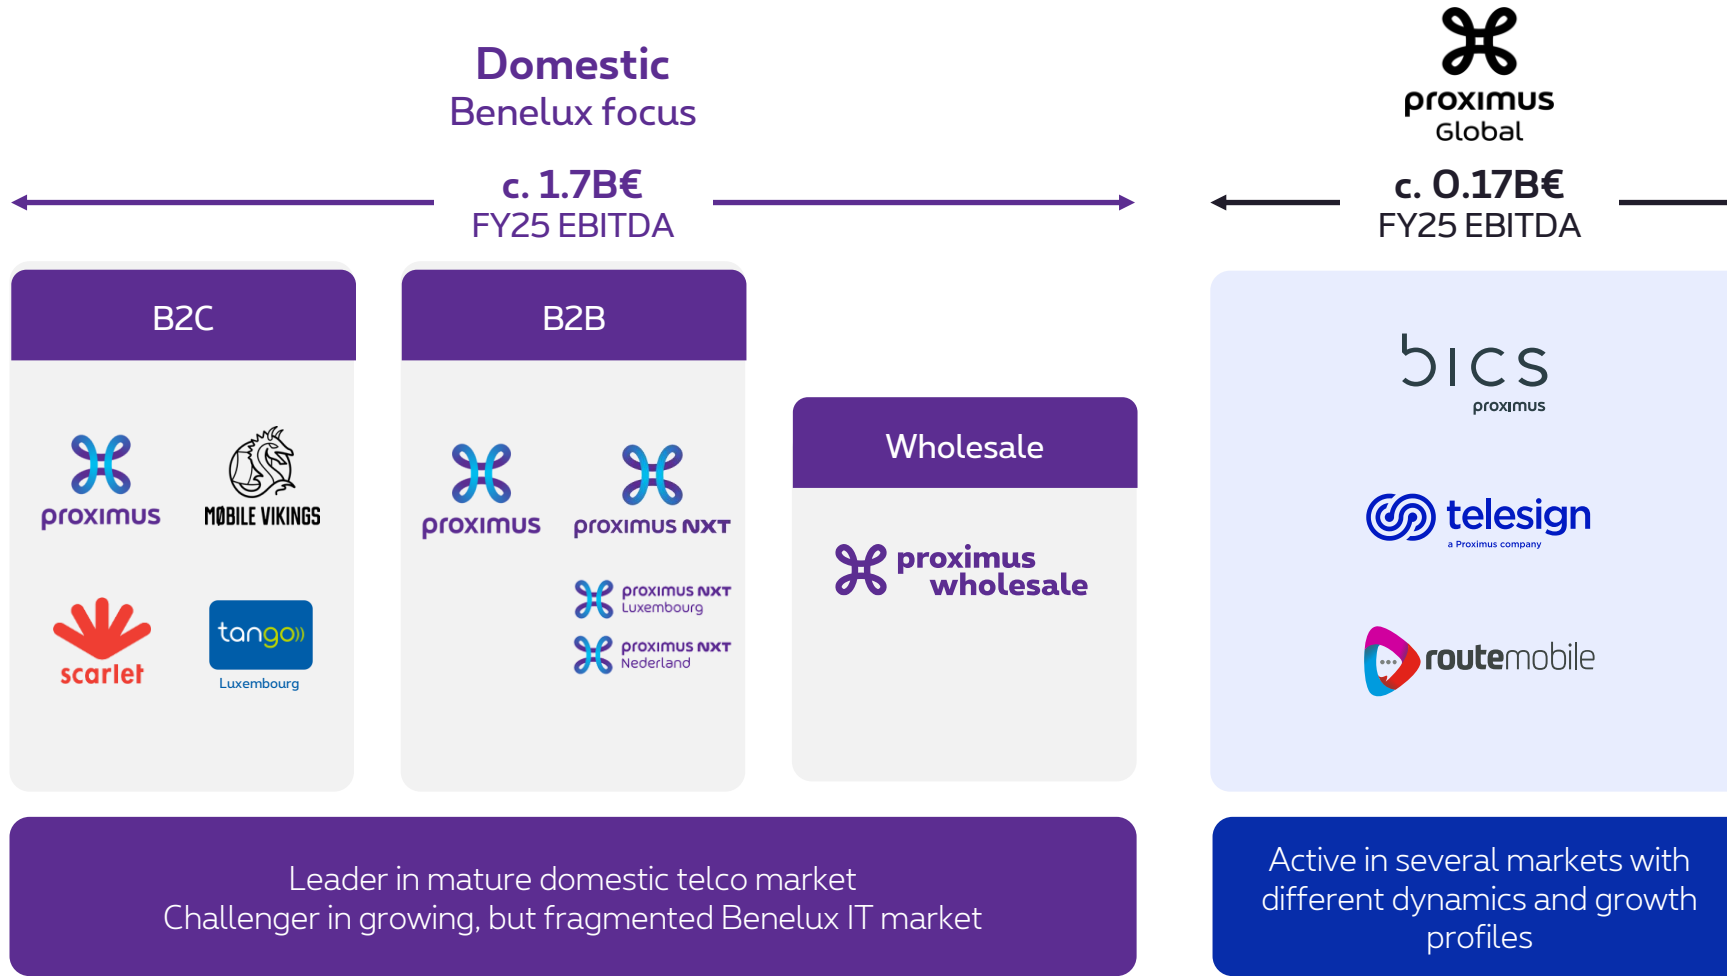 Domestic
Benelux focus
c. 1.7B€
FY25 EBITDA
B2C
proximus
MØBILE VIKINGS
scarlet
tango
Luxembourg
B2B
proximus
proximus NXT
proximus NXT
Luxembourg
proximus NXT
Nederland
Wholesale
proximus
wholesale
Leader in mature domestic telco market
Challenger in growing, but fragmented Benelux IT market
proximus
Global
c. 0.17B€
FY25 EBITDA
bics
proximus
telesign
a Proximus company
routemobile
Active in several markets with
different dynamics and growth
profiles